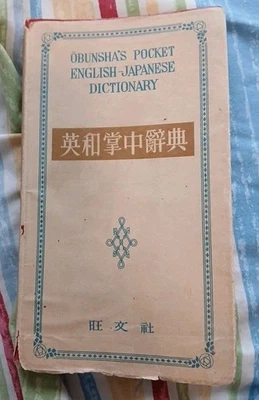 ŌBUNSHA'S POCKET
ENGLISH-JAPANESE
DICTIONARY
英和掌中辭典
旺文社